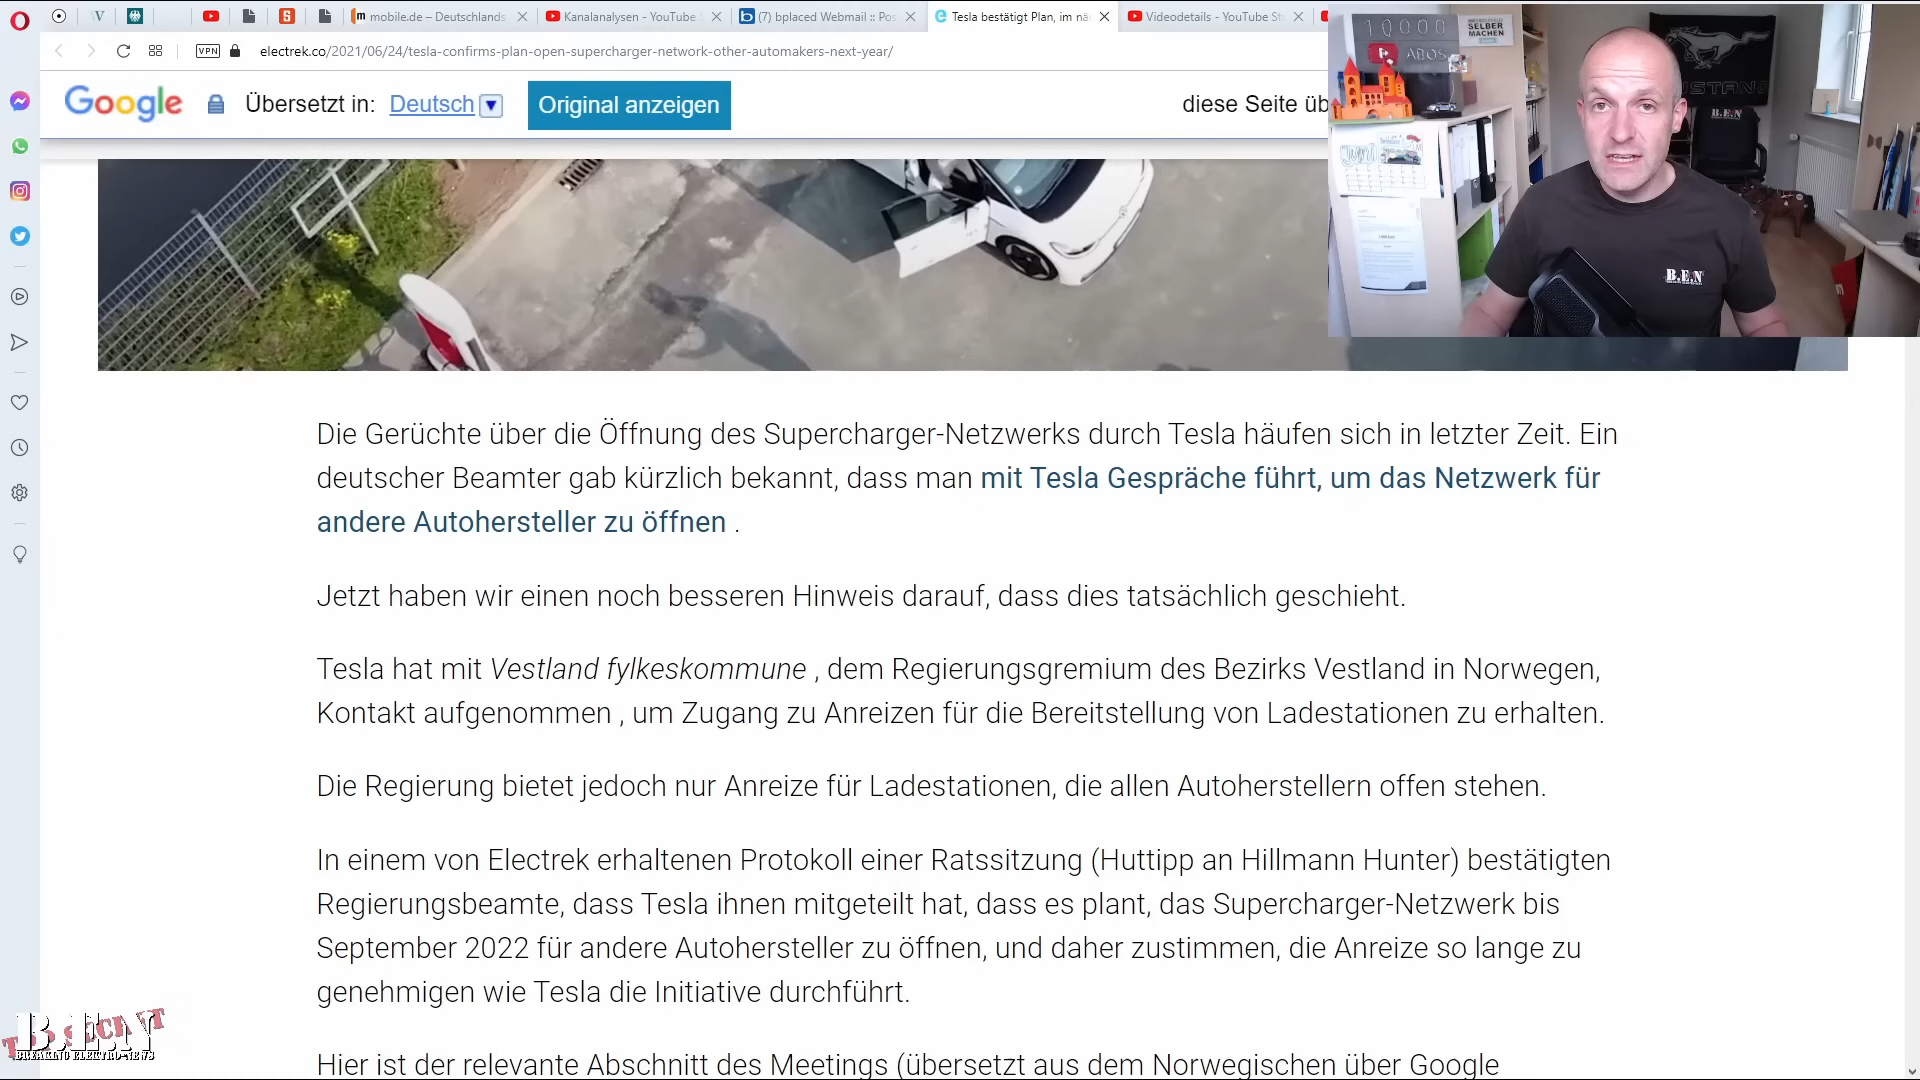 mobile.de – Deutschlands
Kanalanalysen - YouTube
(7) bplaced Webmail :: Pos
Tesla bestätigt Plan, im nä
Videodetails - YouTube St
VPN
electrek.co/2021/06/24/tesla-confirms-plan-open-supercharger-network-other-automakers-next-year/
Google
Übersetzt in: Deutsch
Original anzeigen
diese Seite üb
10000
ABOS
SELBER
MACHEN
MUSTANG
B.E.N
Juni
B.E.N
Die Gerüchte über die Öffnung des Supercharger-Netzwerks durch Tesla häufen sich in letzter Zeit. Ein
deutscher Beamter gab kürzlich bekannt, dass man mit Tesla Gespräche führt, um das Netzwerk für
andere Autohersteller zu öffnen .
Jetzt haben wir einen noch besseren Hinweis darauf, dass dies tatsächlich geschieht.
Tesla hat mit Vestland fylkeskommune , dem Regierungsgremium des Bezirks Vestland in Norwegen,
Kontakt aufgenommen , um Zugang zu Anreizen für die Bereitstellung von Ladestationen zu erhalten.
Die Regierung bietet jedoch nur Anreize für Ladestationen, die allen Autoherstellern offen stehen.
In einem von Electrek erhaltenen Protokoll einer Ratssitzung (Huttipp an Hillmann Hunter) bestätigten
Regierungsbeamte, dass Tesla ihnen mitgeteilt hat, dass es plant, das Supercharger-Netzwerk bis
September 2022 für andere Autohersteller zu öffnen, und daher zustimmen, die Anreize so lange zu
genehmigen wie Tesla die Initiative durchführt.
Hier ist der relevante Abschnitt des Meetings (übersetzt aus dem Norwegischen über Google
B.E.N
BREAKING ELEKTRO-NEWS